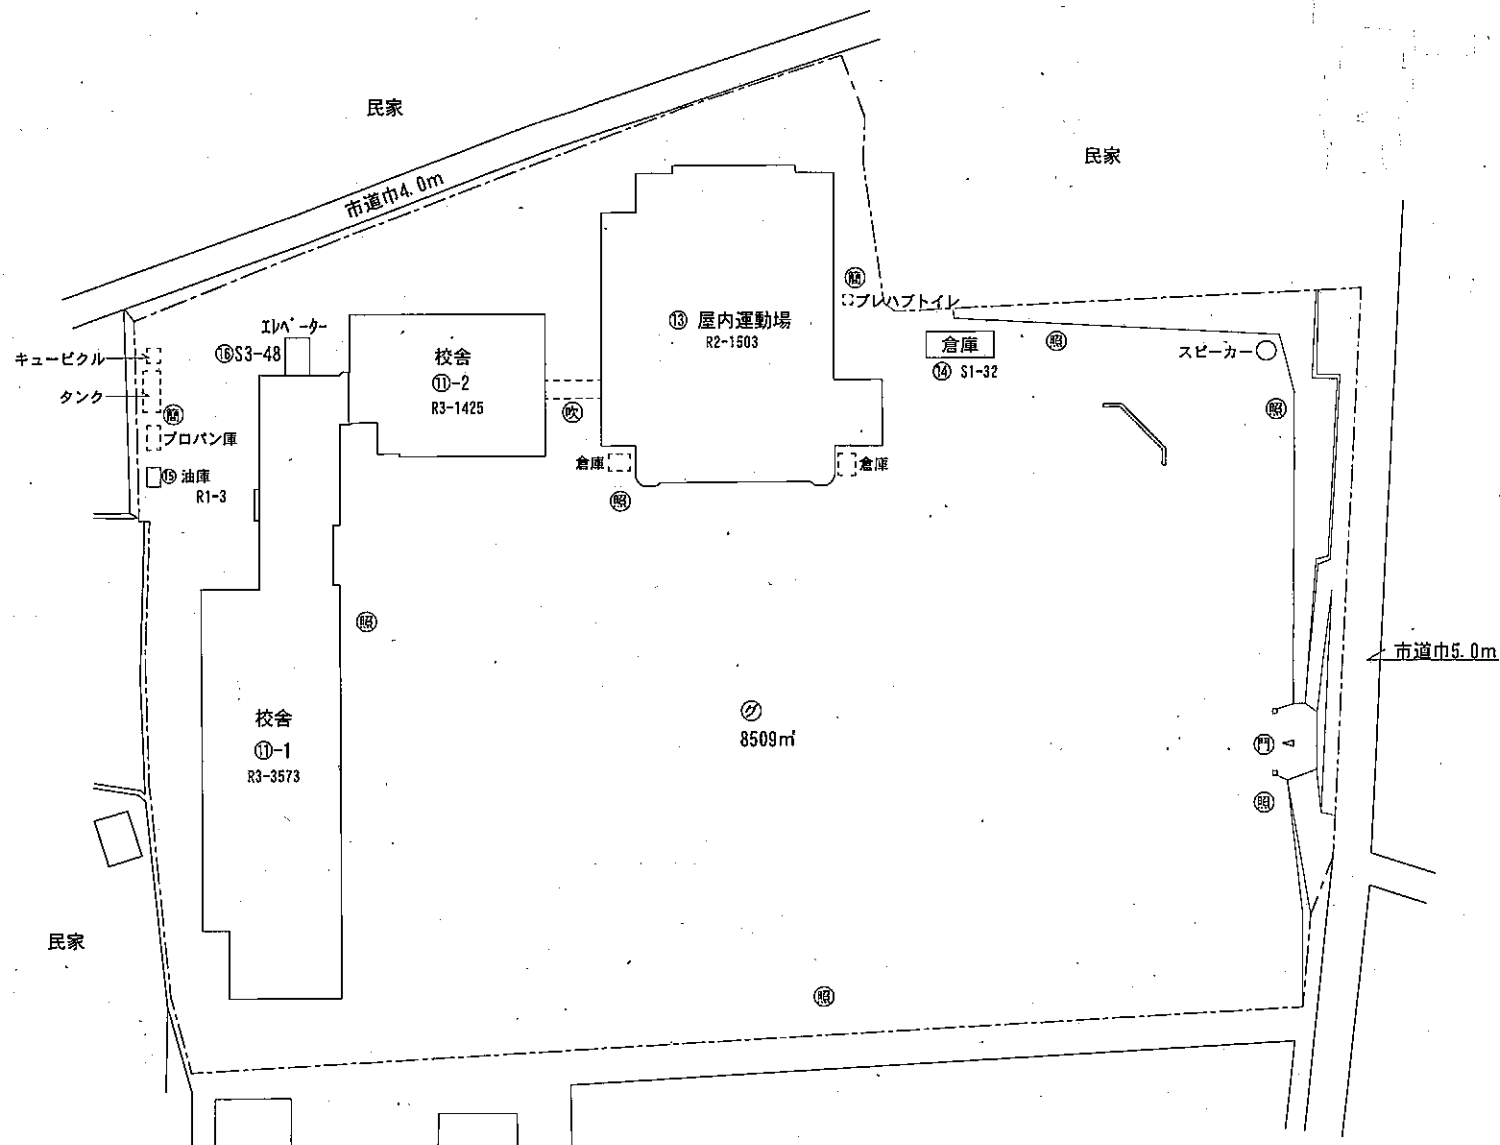 民家
民家
市道巾4.0m
エレベーター
⑯S3-48
キュービクル
タンク
簡
プロパン庫
⑮ 油庫
R1-3
校舎
⑪-2
R3-1425
吹
⑬ 屋内運動場
R2-1503
簡
プレハブトイレ
倉庫
⑭ S1-32
照
スピーカー
照
倉庫
倉庫
照
照
市道巾5.0m
校舎
⑪-1
R3-3573
グ
8509㎡
門
照
民家
照